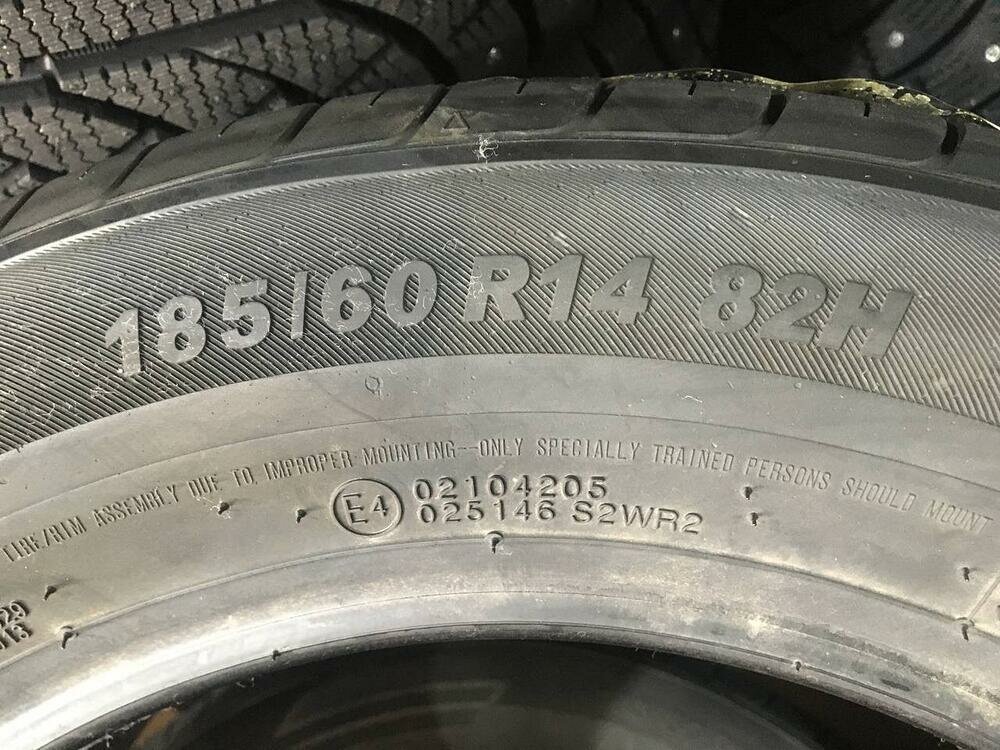 185/60 R14 82H
TIRE/RIM ASSEMBLY DUE TO IMPROPER MOUNTING--ONLY SPECIALLY TRAINED PERSONS SHOULD MOUNT
E4 02104205
025146 S2WR2